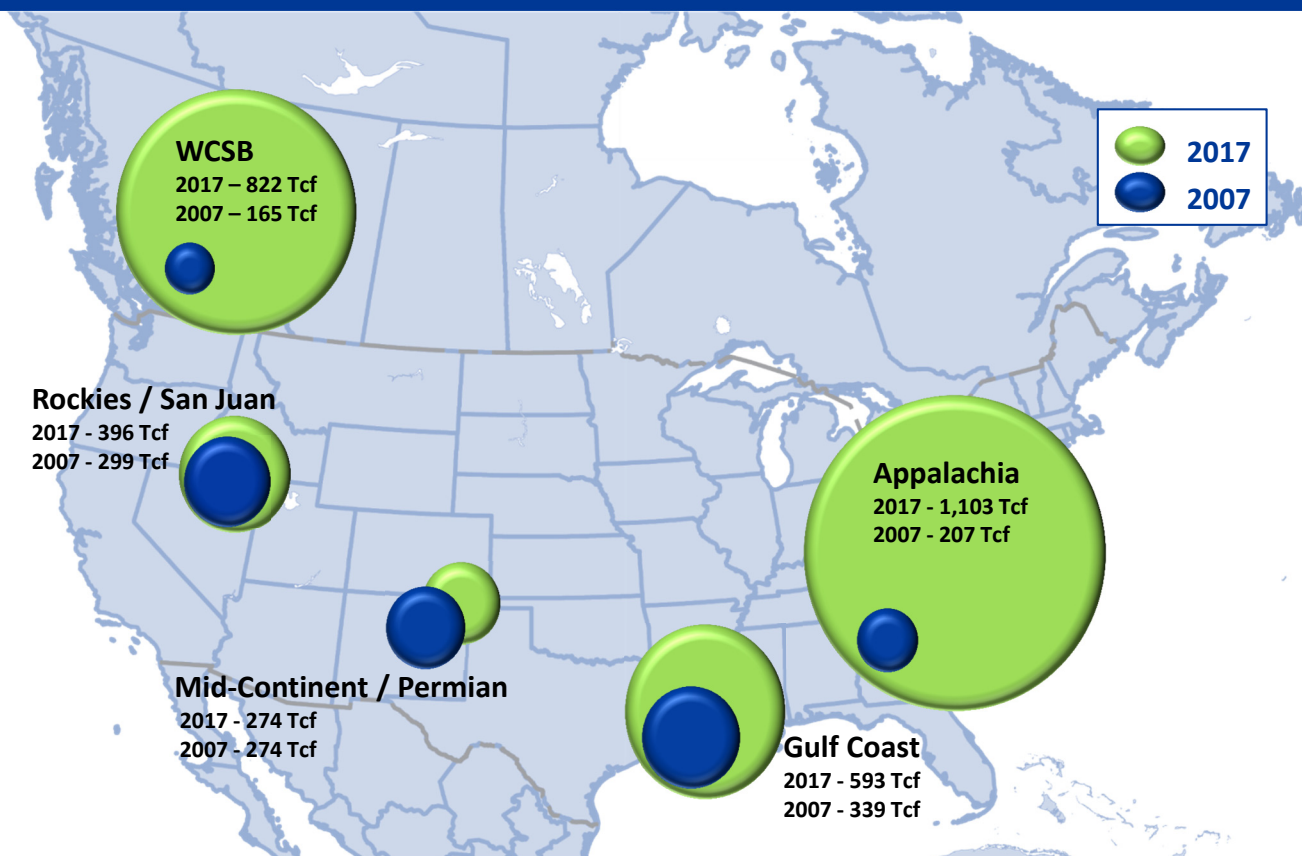 WCSB
2017 – 822 Tcf
2007 – 165 Tcf
2017
2007
Rockies / San Juan
2017 - 396 Tcf
2007 - 299 Tcf
Appalachia
2017 - 1,103 Tcf
2007 - 207 Tcf
Mid-Continent / Permian
2017 - 274 Tcf
2007 - 274 Tcf
Gulf Coast
2017 - 593 Tcf
2007 - 339 Tcf